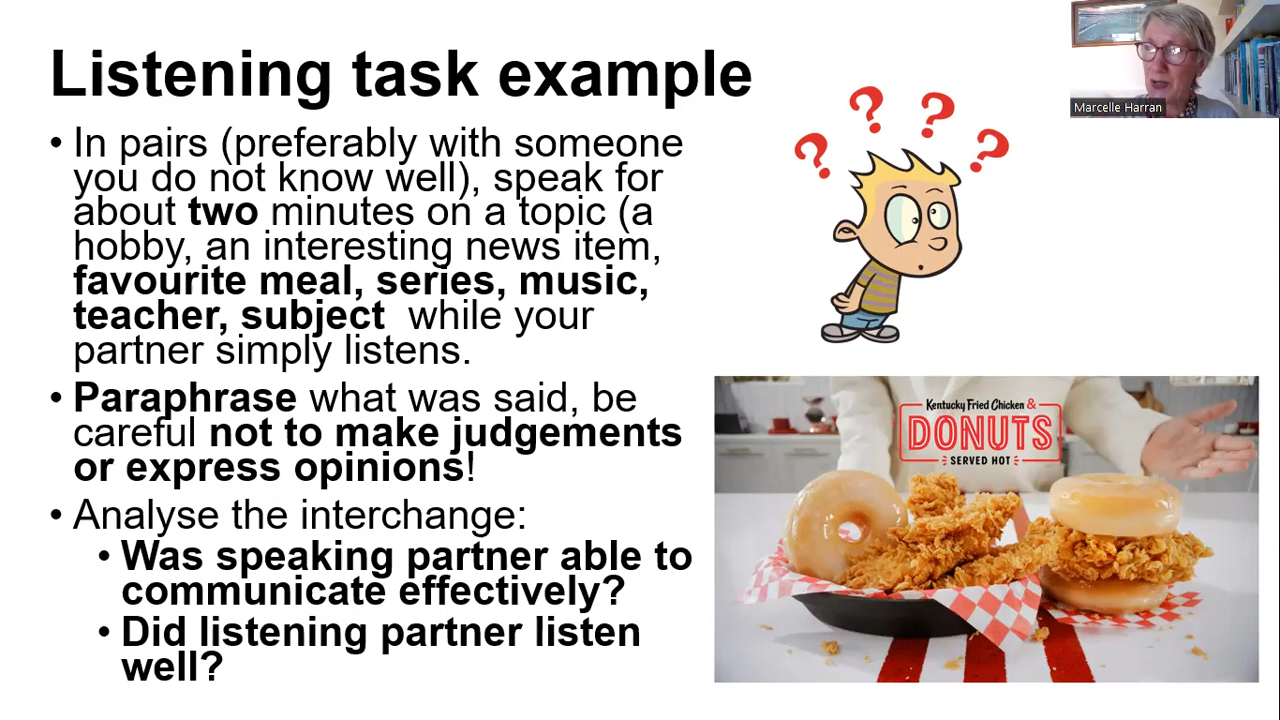 Listening task example
• In pairs (preferably with someone
you do not know well), speak for
about two minutes on a topic (a
hobby, an interesting news item,
favourite meal, series, music,
teacher, subject while your
partner simply listens.
• Paraphrase what was said, be
careful not to make judgements
or express opinions!
• Analyse the interchange:
• Was speaking partner able to
communicate effectively?
• Did listening partner listen
well?
Marcelle Harran
? ? ? ?
Kentucky Fried Chicken &
DONUTS
SERVED HOT